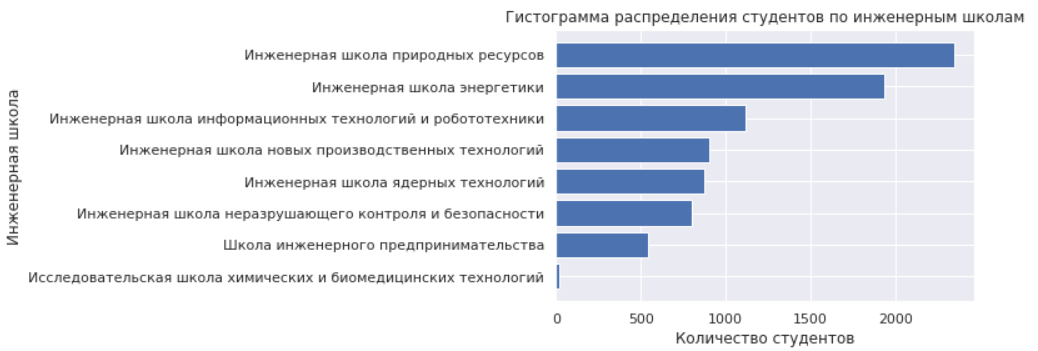 Гистограмма распределения студентов по инженерным школам
Инженерная школа
Инженерная школа природных ресурсов
Инженерная школа энергетики
Инженерная школа информационных технологий и робототехники
Инженерная школа новых производственных технологий
Инженерная школа ядерных технологий
Инженерная школа неразрушающего контроля и безопасности
Школа инженерного предпринимательства
Исследовательская школа химических и биомедицинских технологий
0 500 1000 1500 2000
Количество студентов